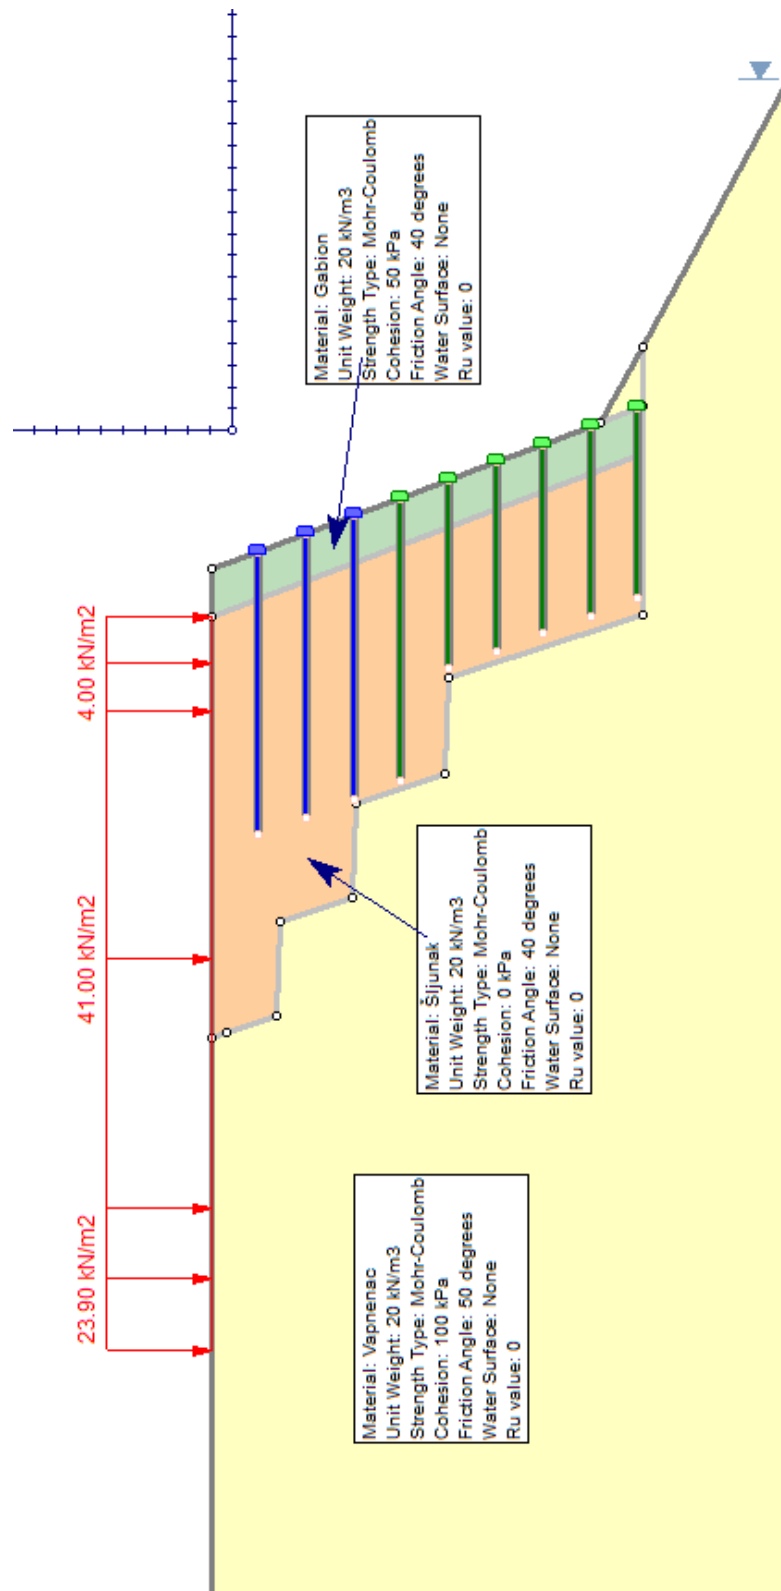 Material: Gabion
Unit Weight: 20 kN/m3
Strength Type: Mohr-Coulomb
Cohesion: 50 kPa
Friction Angle: 40 degrees
Water Surface: None
Ru value: 0
4.00 kN/m2
41.00 kN/m2
23.90 kN/m2
Material: Šljunak
Unit Weight: 20 kN/m3
Strength Type: Mohr-Coulomb
Cohesion: 0 kPa
Friction Angle: 40 degrees
Water Surface: None
Ru value: 0
Material: Vapnenac
Unit Weight: 20 kN/m3
Strength Type: Mohr-Coulomb
Cohesion: 100 kPa
Friction Angle: 50 degrees
Water Surface: None
Ru value: 0